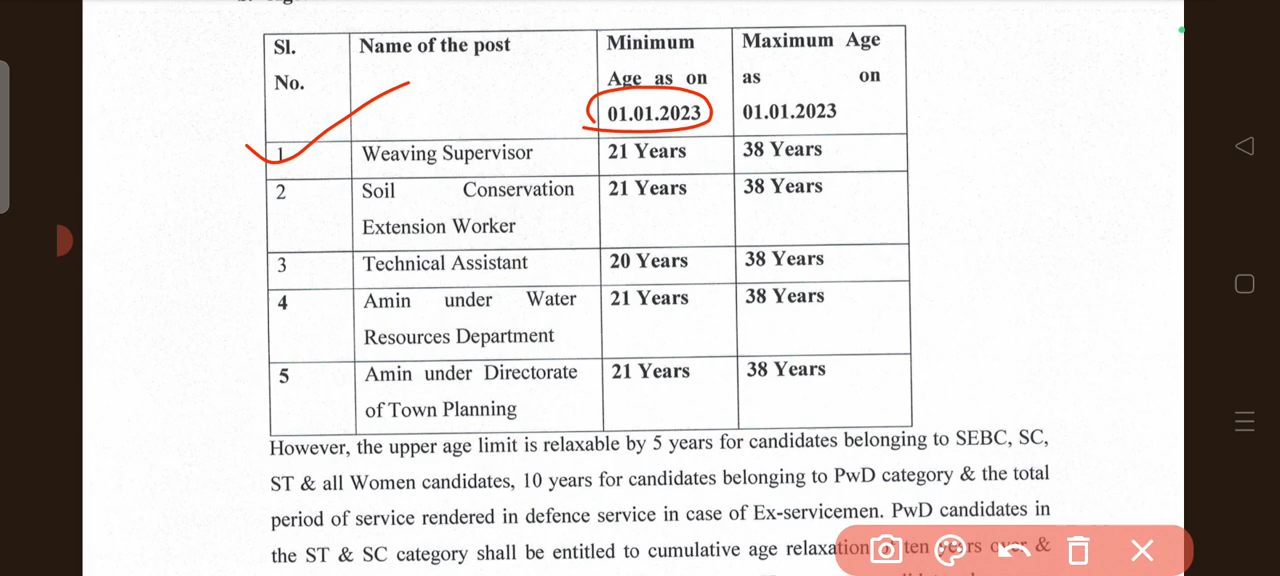 Sl. Name of the post Minimum Maximum Age
No. Age as on as on
01.01.2023 01.01.2023
1 Weaving Supervisor 21 Years 38 Years
2 Soil Conservation 21 Years 38 Years
Extension Worker
3 Technical Assistant 20 Years 38 Years
4 Amin under Water 21 Years 38 Years
Resources Department
5 Amin under Directorate 21 Years 38 Years
of Town Planning
However, the upper age limit is relaxable by 5 years for candidates belonging to SEBC, SC,
ST & all Women candidates, 10 years for candidates belonging to PwD category & the total
period of service rendered in defence service in case of Ex-servicemen. PwD candidates in
the ST & SC category shall be entitled to cumulative age relaxation of ten years over &